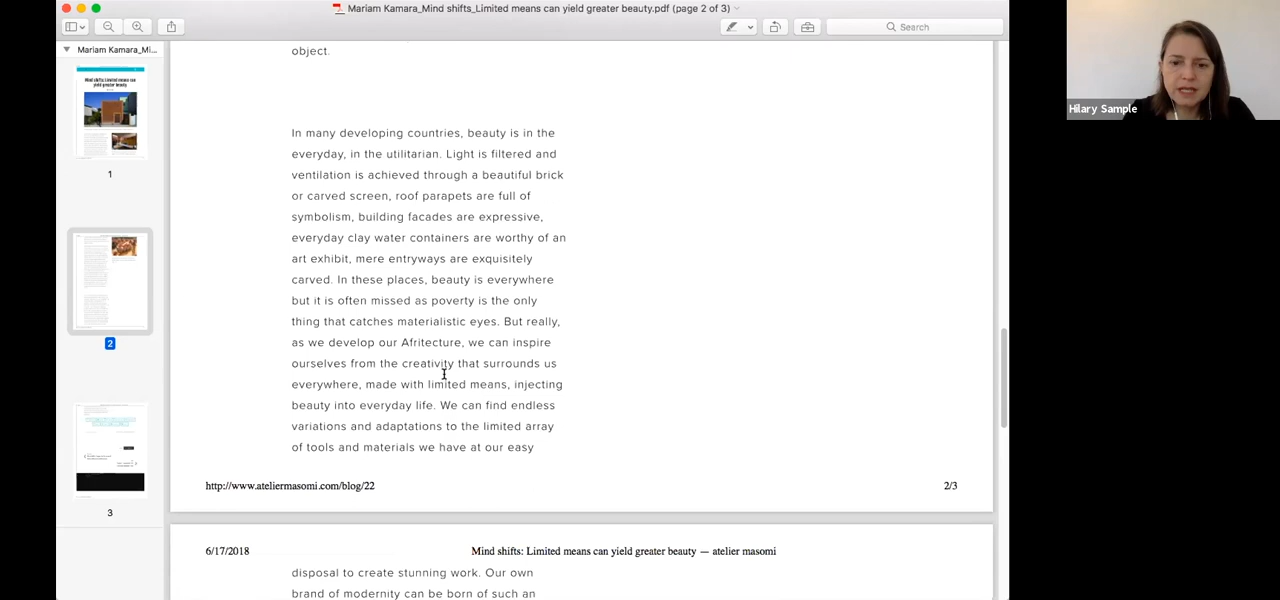 Mariam Kamara_Mind shifts_Limited means can yield greater beauty.pdf (page 2 of 3)
Search
Mariam Kamara_Mi...
Mind shifts: Limited means can
yield greater beauty
1
2
3
object.
In many developing countries, beauty is in the
everyday, in the utilitarian. Light is filtered and
ventilation is achieved through a beautiful brick
or carved screen, roof parapets are full of
symbolism, building facades are expressive,
everyday clay water containers are worthy of an
art exhibit, mere entryways are exquisitely
carved. In these places, beauty is everywhere
but it is often missed as poverty is the only
thing that catches materialistic eyes. But really,
as we develop our Afritecture, we can inspire
ourselves from the creativity that surrounds us
everywhere, made with limited means, injecting
beauty into everyday life. We can find endless
variations and adaptations to the limited array
of tools and materials we have at our easy
http://www.ateliermasomi.com/blog/22
2/3
6/17/2018
Mind shifts: Limited means can yield greater beauty — atelier masomi
disposal to create stunning work. Our own
brand of modernity can be born of such an
Hilary Sample